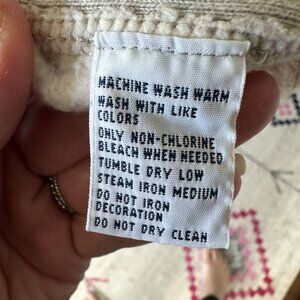 MACHINE WASH WARM
WASH WITH LIKE
COLORS
ONLY NON-CHLORINE
BLEACH WHEN NEEDED
TUMBLE DRY LOW
STEAM IRON MEDIUM
DO NOT IRON
DECORATION
DO NOT DRY CLEAN